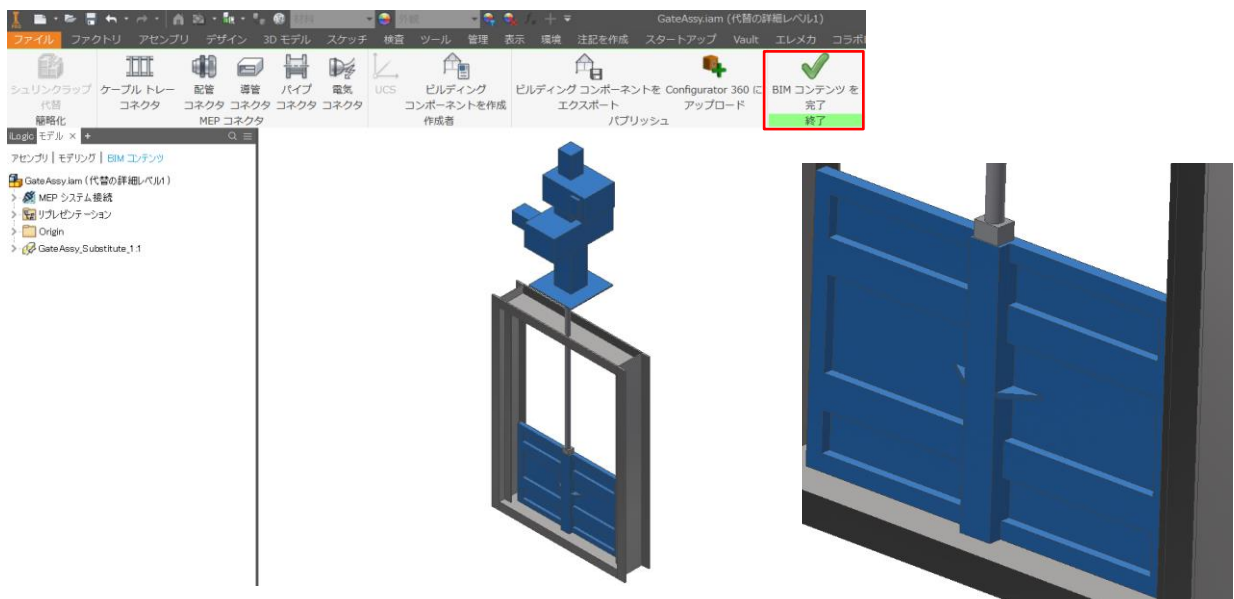 材料
外観
GateAssy.iam (代替の詳細レベル1)
ファイル ファクトリ アセンブリ デザイン 3D モデル スケッチ 検査 ツール 管理 表示 環境 注記を作成 スタートアップ Vault エレメカ コラボ
シュリンクラップ ケーブル トレー 配管 導管 パイプ 電気 UCS ビルディング ビルディング コンポーネントを Configurator 360 に BIM コンテンツ を
代替 コネクタ コネクタ コネクタ コネクタ コネクタ コンポーネントを作成 エクスポート アップロード 完了
簡略化 MEP コネクタ 作成者 パブリッシュ 終了
iLogic モデル × +
アセンブリ | モデリング | BIM コンテンツ
GateAssy.iam (代替の詳細レベル1)
MEP システム接続
リプレゼンテーション
Origin
GateAssy_Substitute_1:1